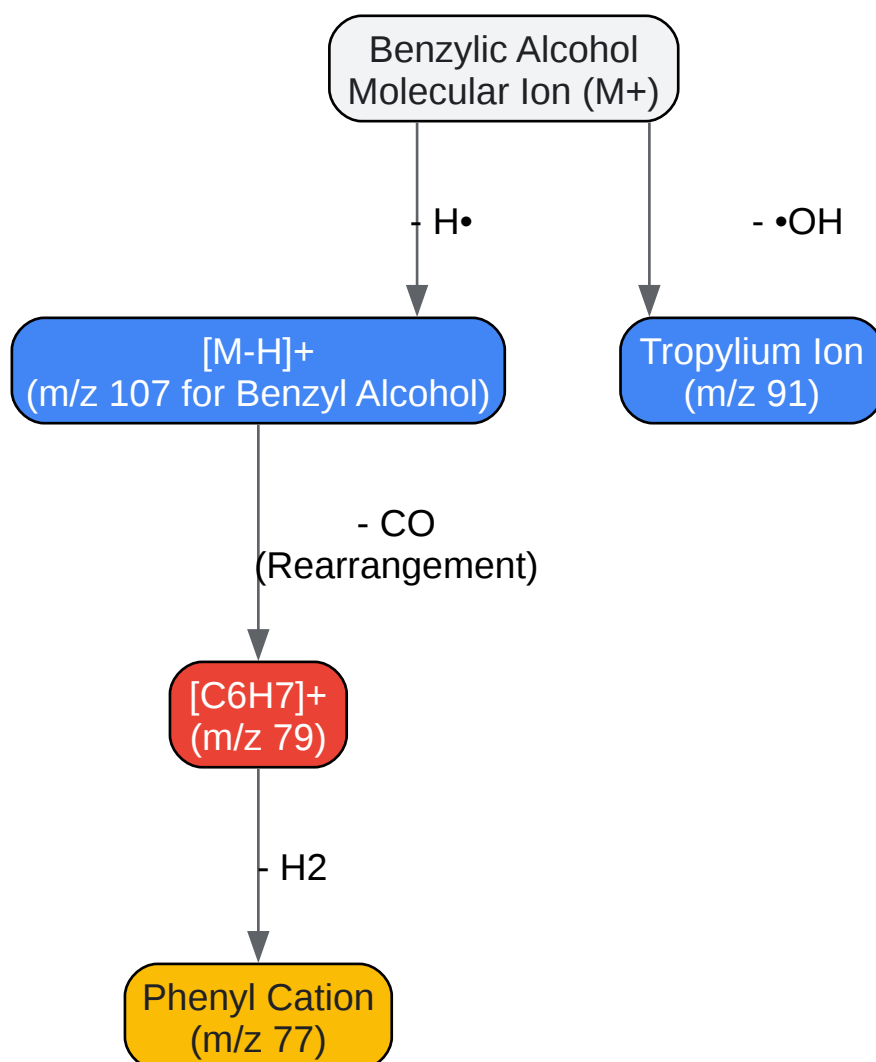 Benzylic Alcohol
Molecular Ion (M+)
- H•
- •OH
[M-H]+
(m/z 107 for Benzyl Alcohol)
Tropylium Ion
(m/z 91)
- CO
(Rearrangement)
[C6H7]+
(m/z 79)
- H2
Phenyl Cation
(m/z 77)